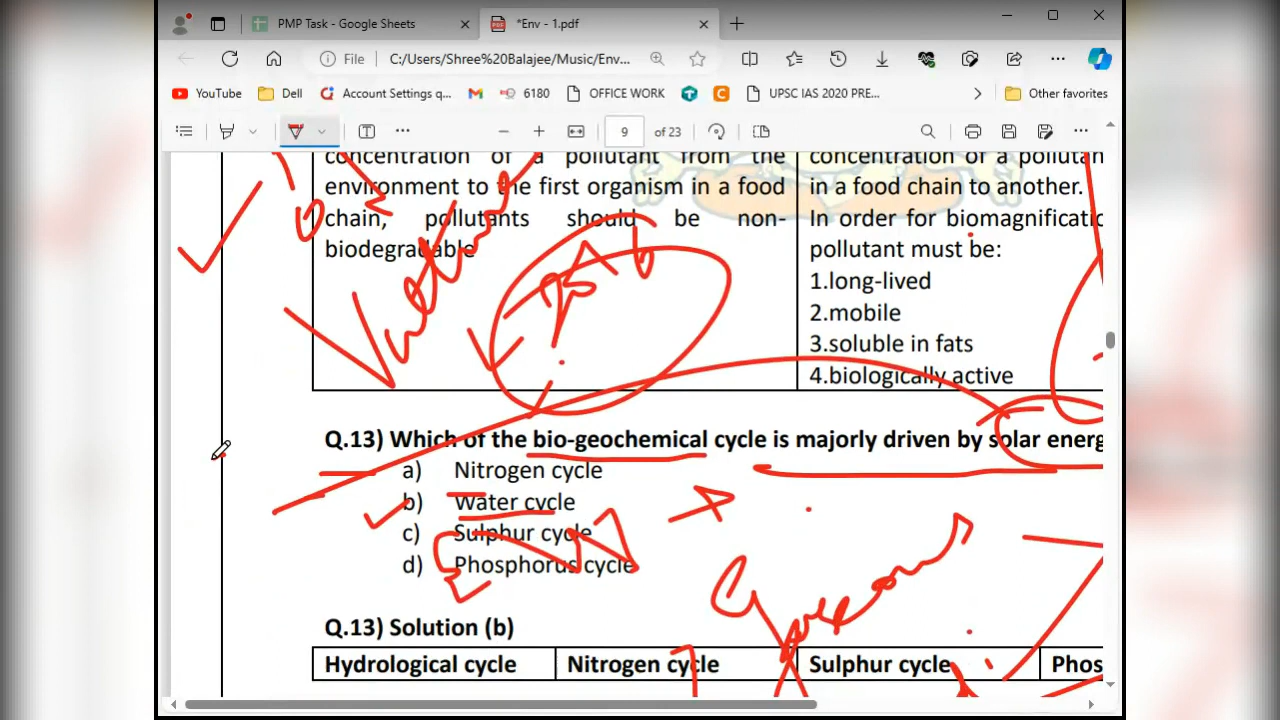 PMP Task - Google Sheets
*Env - 1.pdf
File
C:/Users/Shree%20Balajee/Music/Env...
YouTube
Dell
Account Settings q...
6180
OFFICE WORK
UPSC IAS 2020 PRE...
Other favorites
9 of 23
concentration of a pollutant from the
environment to the first organism in a food
chain, pollutants should be non-
biodegradable
concentration of a pollutan
in a food chain to another.
In order for biomagnificatio
pollutant must be:
1.long-lived
2.mobile
3.soluble in fats
4.biologically active
Q.13) Which of the bio-geochemical cycle is majorly driven by solar energ
a) Nitrogen cycle
b) Water cycle
c) Sulphur cycle
d) Phosphorus cycle
Q.13) Solution (b)
Hydrological cycle
Nitrogen cycle
Sulphur cycle
Phos